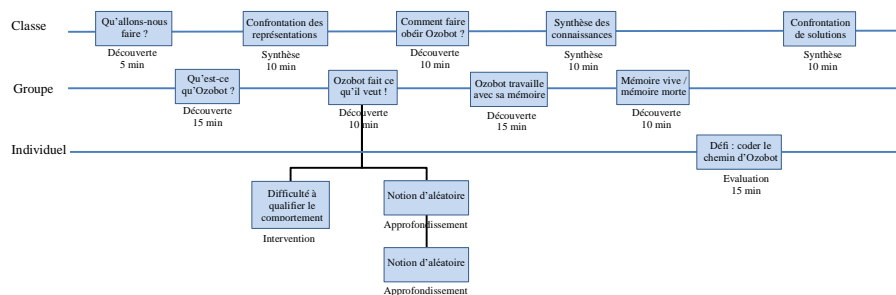 Classe
Qu'allons-nous
faire ?
Découverte
5 min
Confrontation des
représentations
Synthèse
10 min
Comment faire
obéir Ozobot ?
Découverte
10 min
Synthèse des
connaissances
Synthèse
10 min
Confrontation
de solutions
Synthèse
10 min
Groupe
Qu'est-ce
qu'Ozobot ?
Découverte
15 min
Ozobot fait ce
qu'il veut !
Découverte
10 min
Ozobot travaille
avec sa mémoire
Découverte
15 min
Mémoire vive /
mémoire morte
Découverte
10 min
Individuel
Défi : coder le
chemin d'Ozobot
Evaluation
15 min
Difficulté à
qualifier le
comportement
Intervention
Notion d'aléatoire
Approfondissement
Notion d'aléatoire
Approfondissement